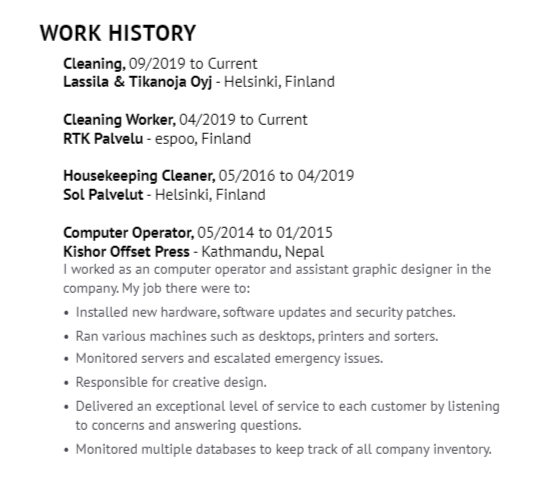 WORK HISTORY
Cleaning, 09/2019 to Current
Lassila & Tikanoja Oyj - Helsinki, Finland
Cleaning Worker, 04/2019 to Current
RTK Palvelu - espoo, Finland
Housekeeping Cleaner, 05/2016 to 04/2019
Sol Palvelut - Helsinki, Finland
Computer Operator, 05/2014 to 01/2015
Kishor Offset Press - Kathmandu, Nepal
I worked as an computer operator and assistant graphic designer in the
company. My job there were to:
• Installed new hardware, software updates and security patches.
• Ran various machines such as desktops, printers and sorters.
• Monitored servers and escalated emergency issues.
• Responsible for creative design.
• Delivered an exceptional level of service to each customer by listening
to concerns and answering questions.
• Monitored multiple databases to keep track of all company inventory.